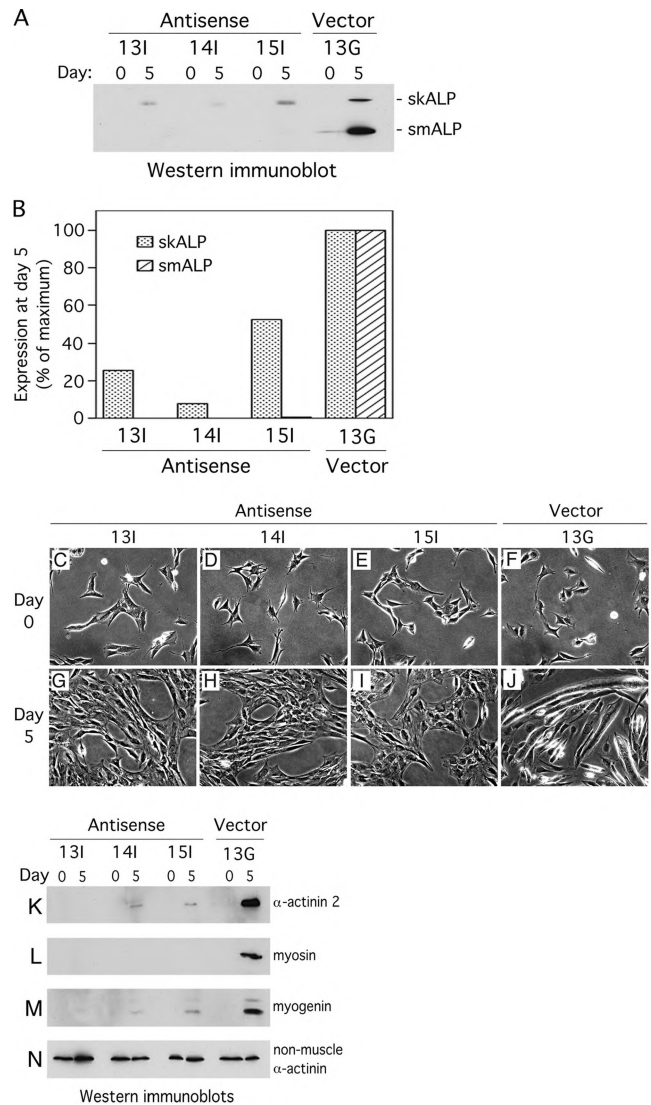 A
Antisense Vector
13I 14I 15I 13G
Day: 0 5 0 5 0 5 0 5
- skALP
- smALP
Western immunoblot
B
Expression at day 5
(% of maximum)
100
80
60
40
20
0
skALP
smALP
13I 14I 15I 13G
Antisense Vector
Antisense Vector
13I 14I 15I 13G
Day 0
C D E F
Day 5
G H I J
Antisense Vector
13I 14I 15I 13G
Day 0 5 0 5 0 5 0 5
K α-actinin 2
L myosin
M myogenin
N non-muscle
α-actinin
Western immunoblots